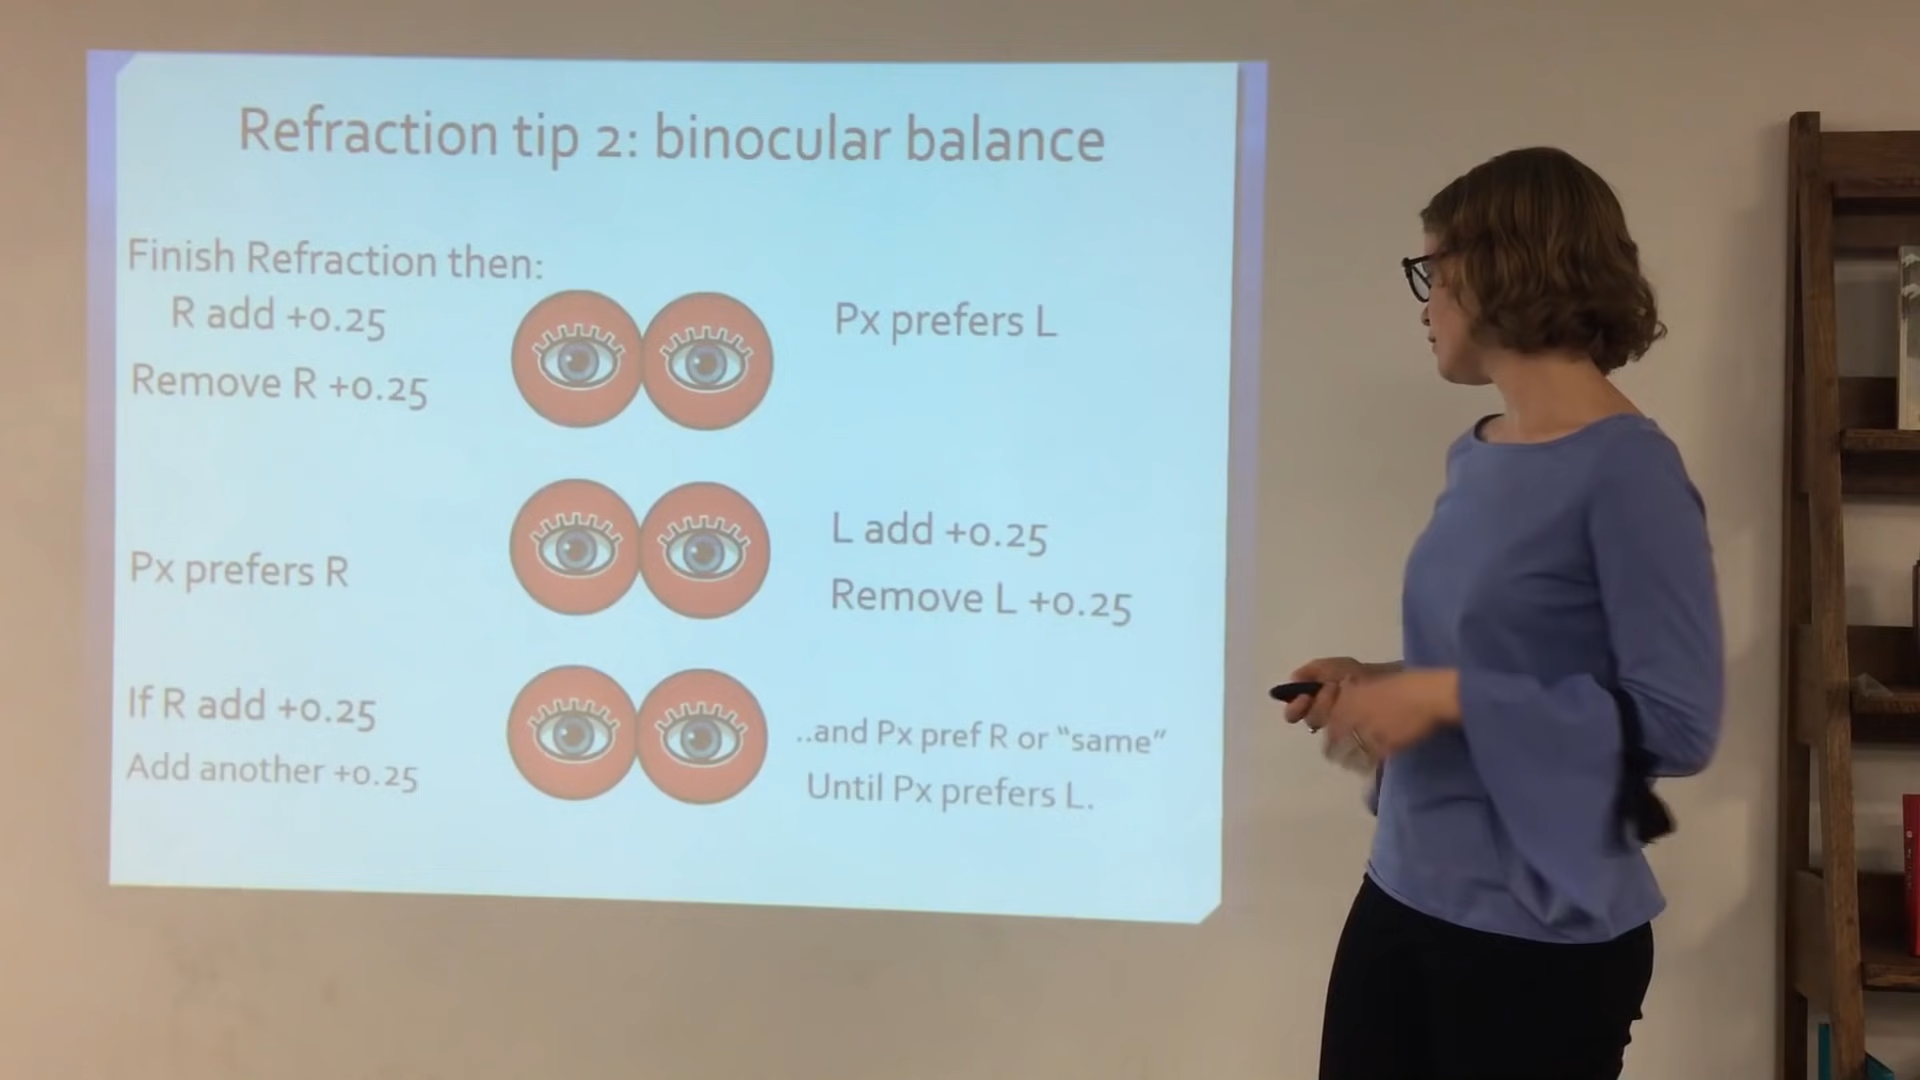 Refraction tip 2: binocular balance
Finish Refraction then:
R add +0.25
Px prefers L
Remove R +0.25
L add +0.25
Px prefers R
Remove L +0.25
If R add +0.25
..and Px pref R or “same”
Add another +0.25
Until Px prefers L.